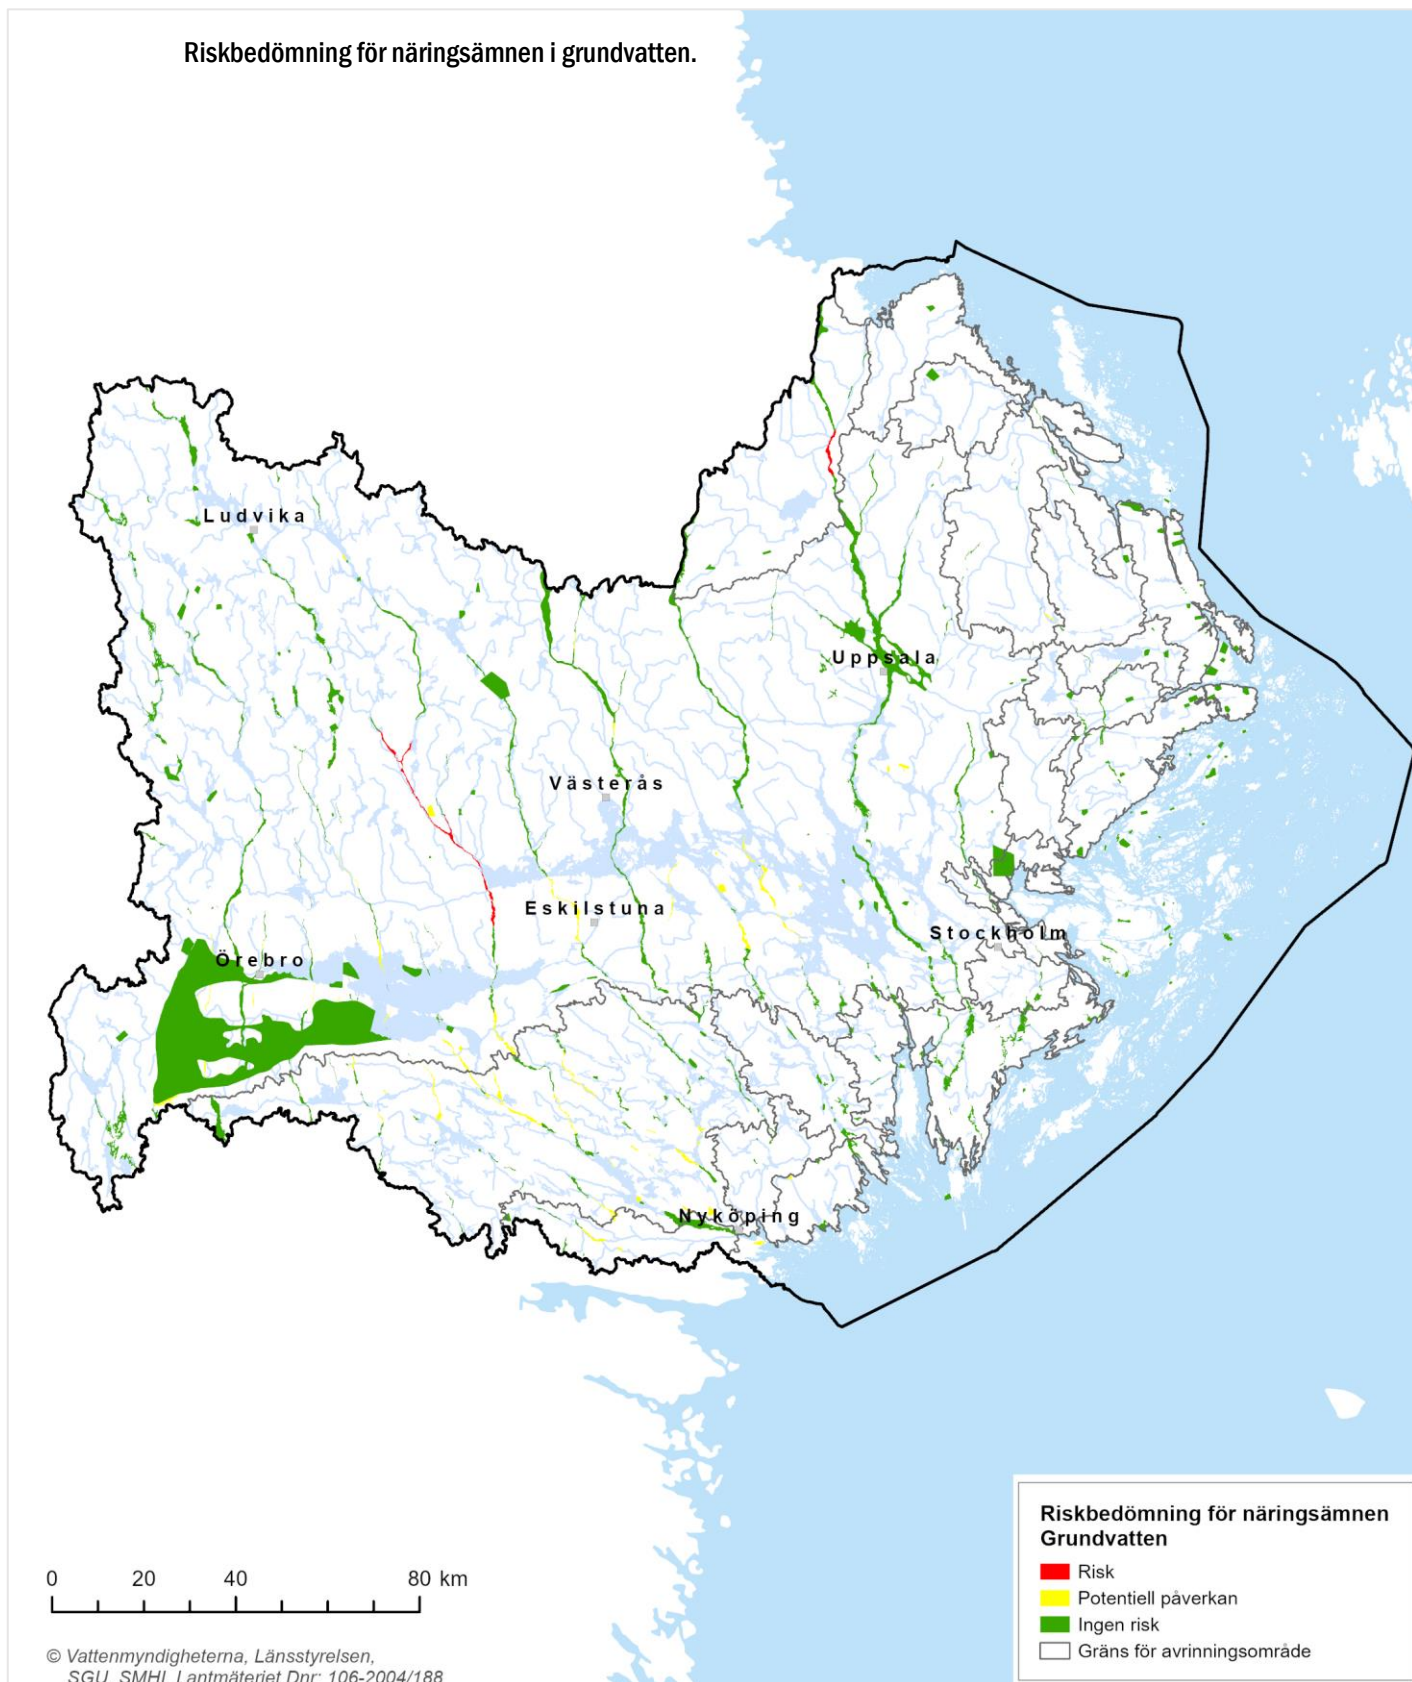 Riskbedömning för näringsämnen i grundvatten.
Ludvika
Uppsala
Västerås
Eskilstuna
Stockholm
Örebro
Nyköping
Riskbedömning för näringsämnen
Grundvatten
Risk
Potentiell påverkan
Ingen risk
Gräns för avrinningsområde
0 20 40 80 km
© Vattenmyndigheterna, Länsstyrelsen,
SGU, SMHI, Lantmäteriet Dnr: 106-2004/188